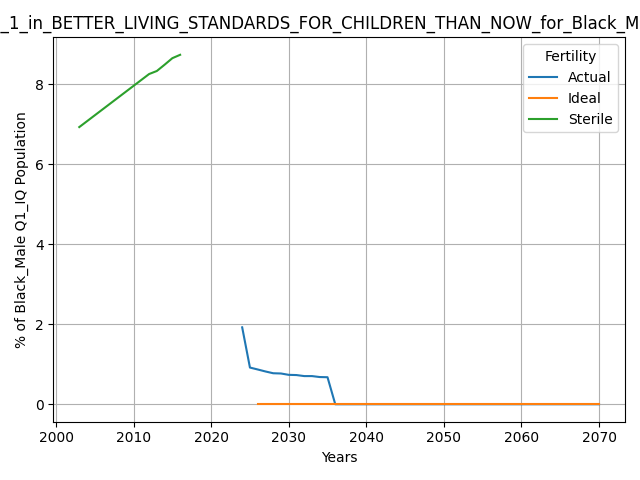 _1_in_BETTER_LIVING_STANDARDS_FOR_CHILDREN_THAN_NOW_for_Black_M
Fertility
Actual
Ideal
Sterile
% of Black_Male Q1_IQ Population
8
6
4
2
0
2000 2010 2020 2030 2040 2050 2060 2070
Years